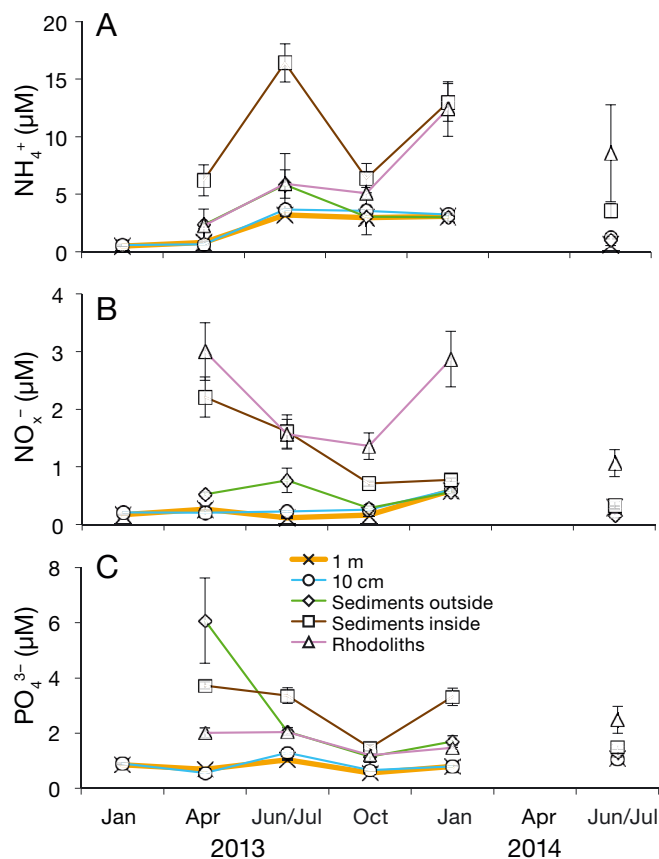 A
NH₄⁺ (µM)
20
15
10
5
0
B
NOₓ⁻ (µM)
4
3
2
1
0
1 m
10 cm
Sediments outside
Sediments inside
Rhodoliths
C
PO₄³⁻ (µM)
8
6
4
2
0
Jan Apr Jun/Jul Oct Jan Apr Jun/Jul
2013 2014